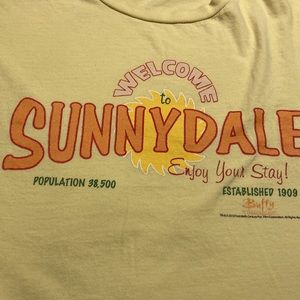 WELCOME
to
SUNNYDALE
Enjoy Your Stay!
POPULATION 38,500
ESTABLISHED 1909
Buffy